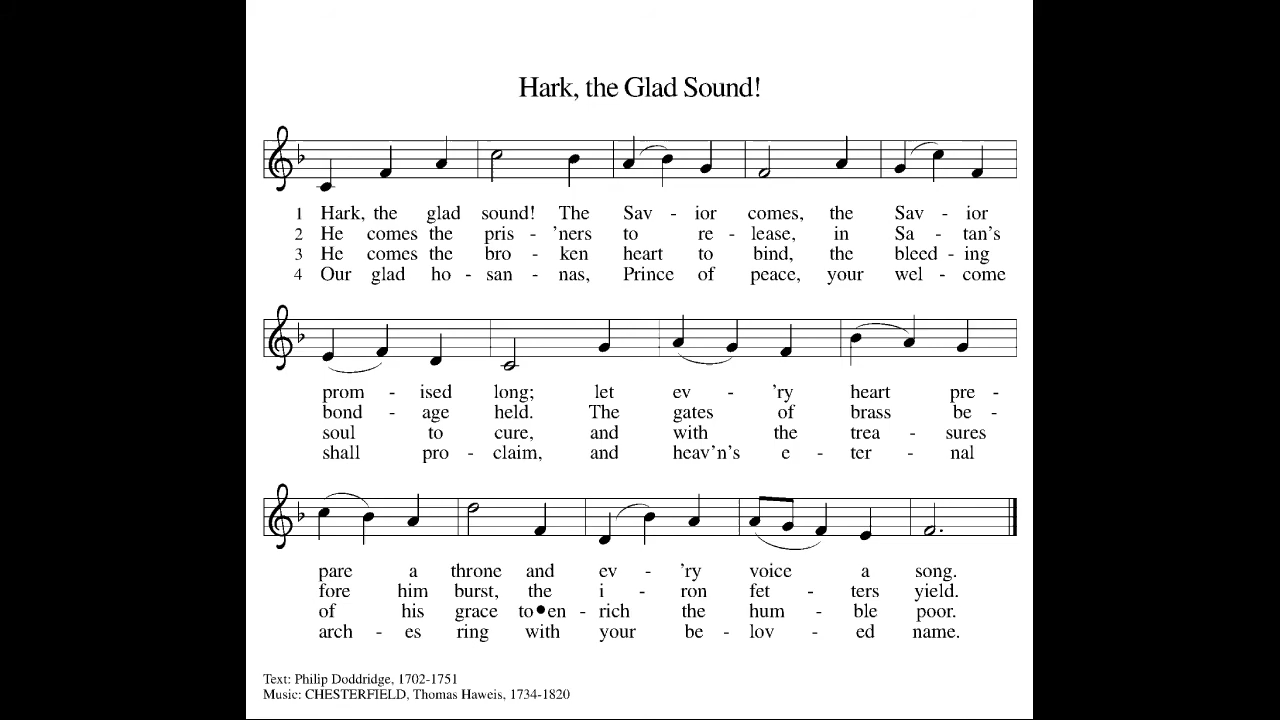 Hark, the Glad Sound!
1 Hark, the glad sound! The Sav - ior comes, the Sav - ior
2 He comes the pris - 'ners to re - lease, in Sa - tan's
3 He comes the bro - ken heart to bind, the bleed - ing
4 Our glad ho - san - nas, Prince of peace, your wel - come
prom - ised long; let ev - 'ry heart pre -
bond - age held. The gates of brass be -
soul to cure, and with the trea - sures
shall pro - claim, and heav'n's e - ter - nal
pare a throne and ev - 'ry voice a song.
fore him burst, the i - ron fet - ters yield.
of his grace to•en - rich the hum - ble poor.
arch - es ring with your be - lov - ed name.
Text: Philip Doddridge, 1702-1751
Music: CHESTERFIELD, Thomas Haweis, 1734-1820